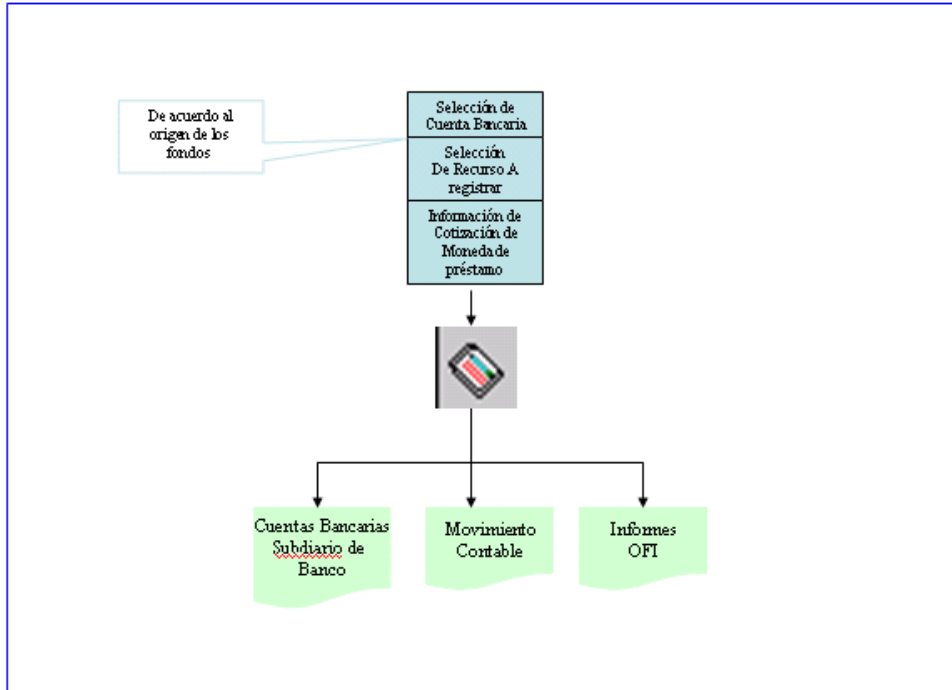 De acuerdo al
origen de los
fondos
Selección de
Cuenta Bancaria
Selección
De Recurso A
registrar
Información de
Cotización de
Moneda de
préstamo
Cuentas Bancarias
Subdiario de
Banco
Movimiento
Contable
Informes
OFI